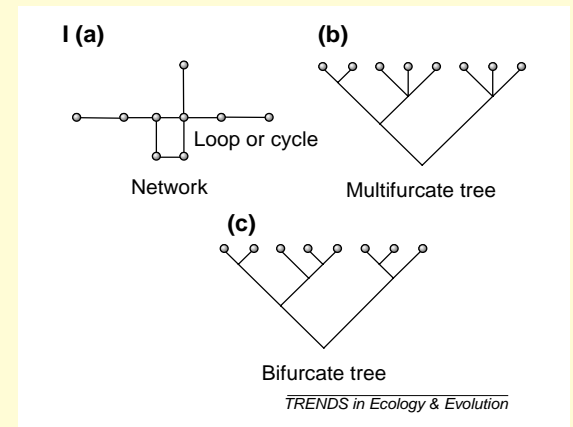 I (a)
(b)
Loop or cycle
Network
Multifurcate tree
(c)
Bifurcate tree
TRENDS in Ecology & Evolution